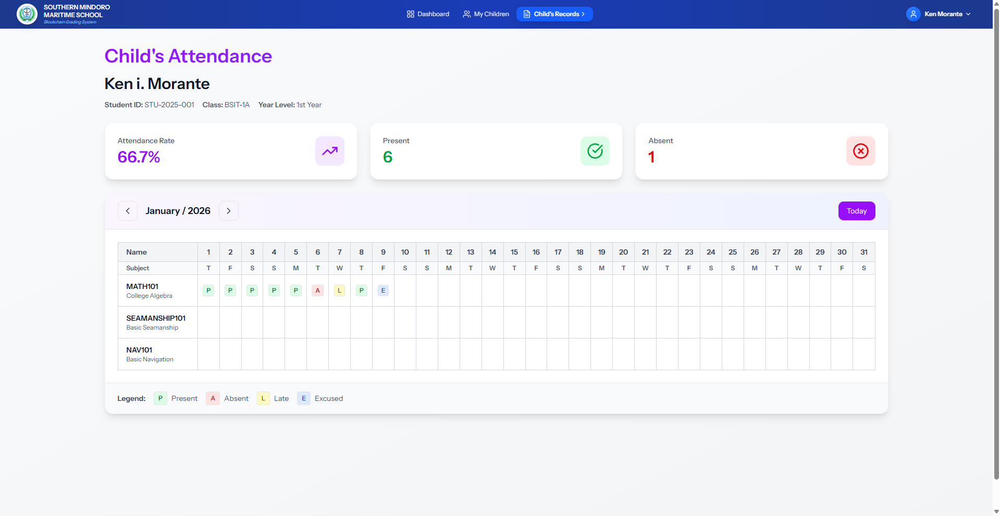 SOUTHERN MINDORO
MARITIME SCHOOL
Blockchain Grading System
Dashboard
My Children
Child's Records
Ken Morante
Child's Attendance
Ken i. Morante
Student ID: STU-2025-001 Class: BSIT-1A Year Level: 1st Year
Attendance Rate
66.7%
Present
6
Absent
1
January / 2026
Today
Name 1 2 3 4 5 6 7 8 9 10 11 12 13 14 15 16 17 18 19 20 21 22 23 24 25 26 27 28 29 30 31
Subject T F S S M T W T F S S M T W T F S S M T W T F S S M T W T F S
MATH101
College Algebra
P P P P P A L P E
SEAMANSHIP101
Basic Seamanship
NAV101
Basic Navigation
Legend: P Present A Absent L Late E Excused